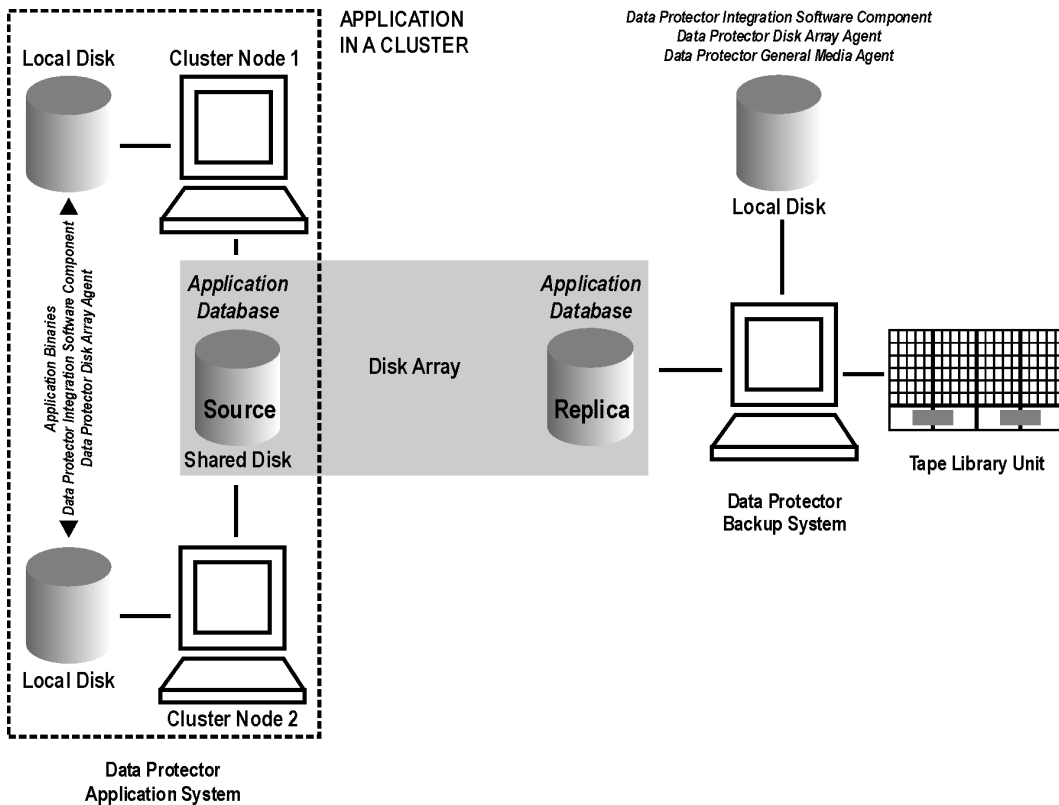 APPLICATION
IN A CLUSTER
Data Protector Integration Software Component
Data Protector Disk Array Agent
Data Protector General Media Agent
Local Disk
Cluster Node 1
Local Disk
Application Binaries
Data Protector Integration Software Component
Data Protector Disk Array Agent
Application
Database
Source
Shared Disk
Disk Array
Application
Database
Replica
Tape Library Unit
Data Protector
Backup System
Local Disk
Cluster Node 2
Data Protector
Application System